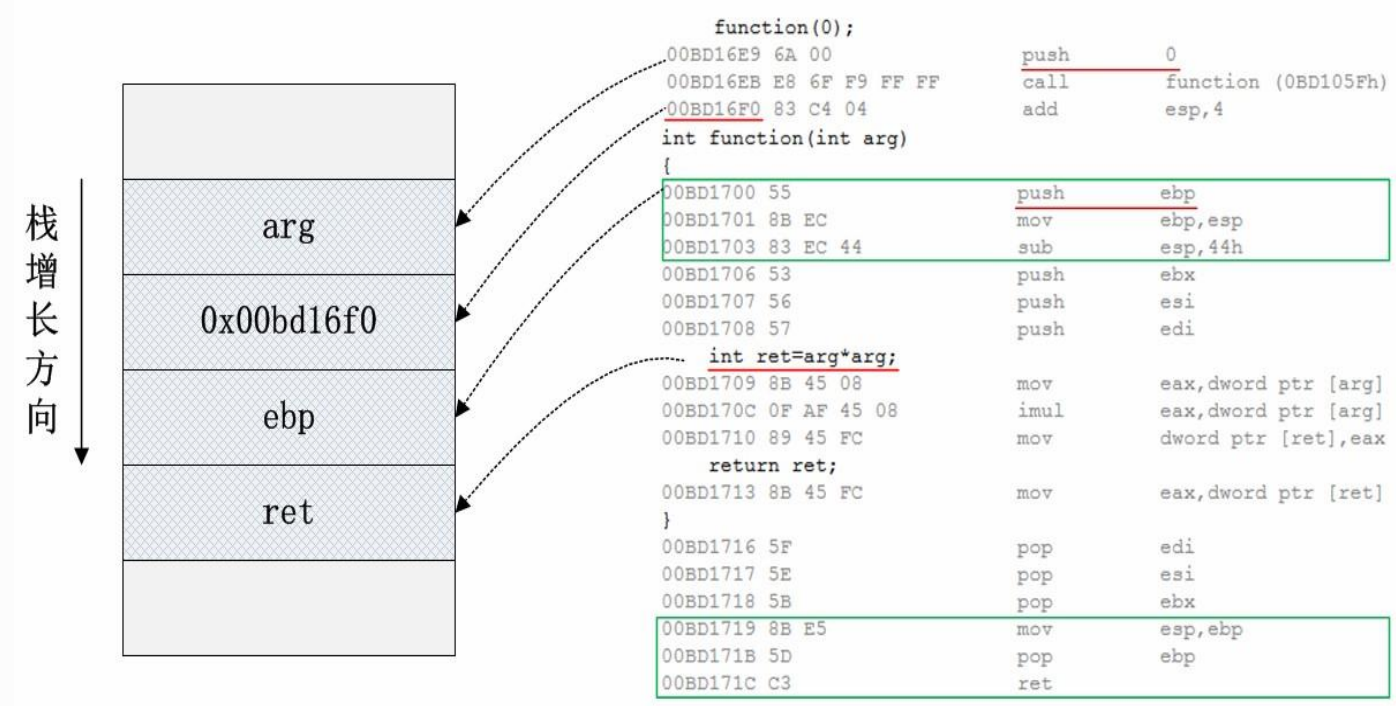 栈增长方向
arg
0x00bd16f0
ebp
ret
function(0);
00BD16E9 6A 00 push 0
00BD16EB E8 6F F9 FF FF call function (0BD105Fh)
00BD16F0 83 C4 04 add esp,4
int function(int arg)
{
00BD1700 55 push ebp
00BD1701 8B EC mov ebp,esp
00BD1703 83 EC 44 sub esp,44h
00BD1706 53 push ebx
00BD1707 56 push esi
00BD1708 57 push edi
int ret=arg*arg;
00BD1709 8B 45 08 mov eax,dword ptr [arg]
00BD170C 0F AF 45 08 imul eax,dword ptr [arg]
00BD1710 89 45 FC mov dword ptr [ret],eax
return ret;
00BD1713 8B 45 FC mov eax,dword ptr [ret]
}
00BD1716 5F pop edi
00BD1717 5E pop esi
00BD1718 5B pop ebx
00BD1719 8B E5 mov esp,ebp
00BD171B 5D pop ebp
00BD171C C3 ret